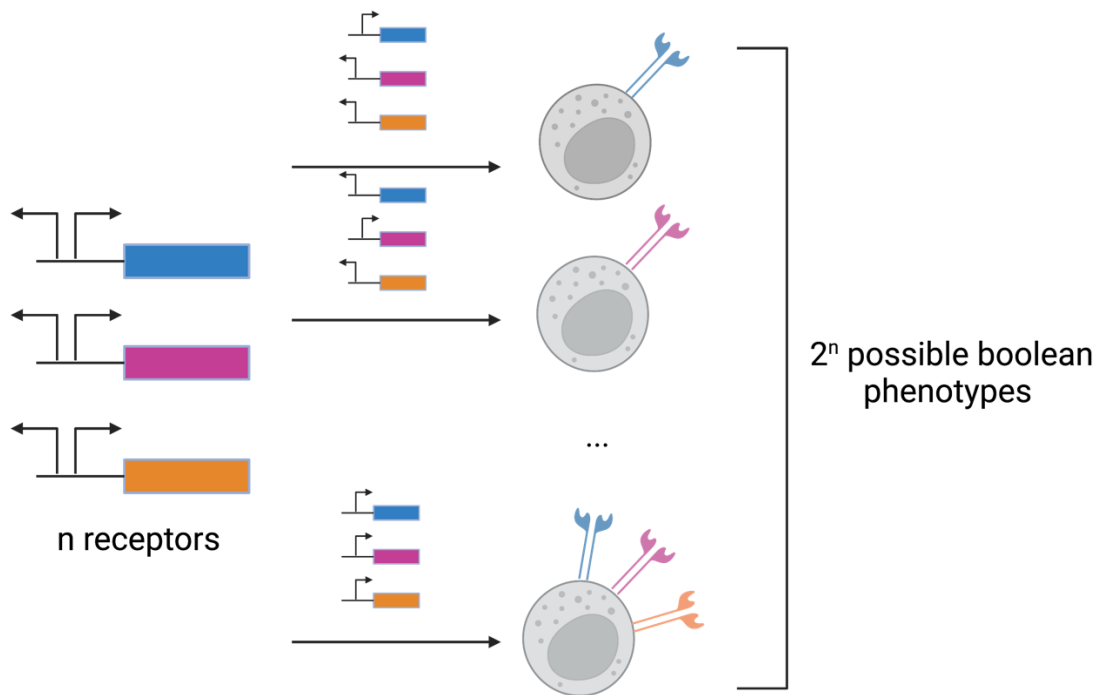 n receptors
...
2ⁿ possible boolean
phenotypes